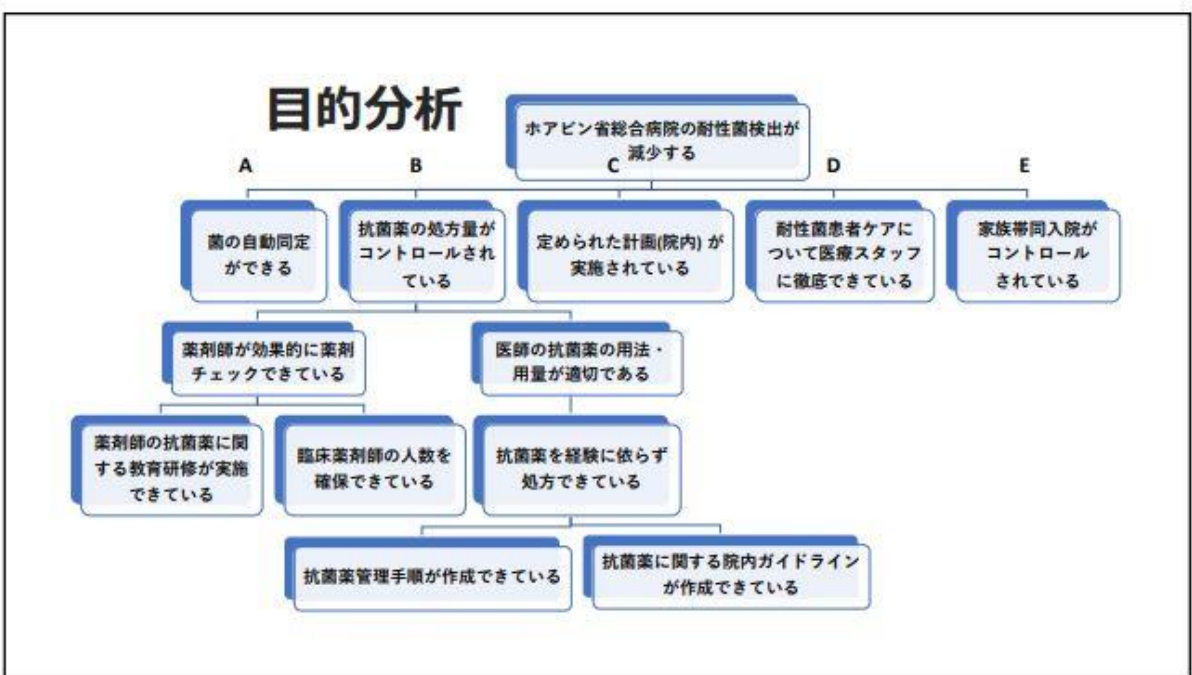 目的分析
ホアビン省総合病院の耐性菌検出が
減少する
A
B
C
D
E
菌の自動同定
ができる
抗菌薬の処方量が
コントロールされ
ている
定められた計画(院内) が
実施されている
耐性菌患者ケアに
ついて医療スタッフ
に徹底できている
家族帯同入院が
コントロール
されている
薬剤師が効果的に薬剤
チェックできている
医師の抗菌薬の用法・
用量が適切である
薬剤師の抗菌薬に関
する教育研修が実施
できている
臨床薬剤師の人数を
確保できている
抗菌薬を経験に依らず
処方できている
抗菌薬管理手順が作成できている
抗菌薬に関する院内ガイドライン
が作成できている